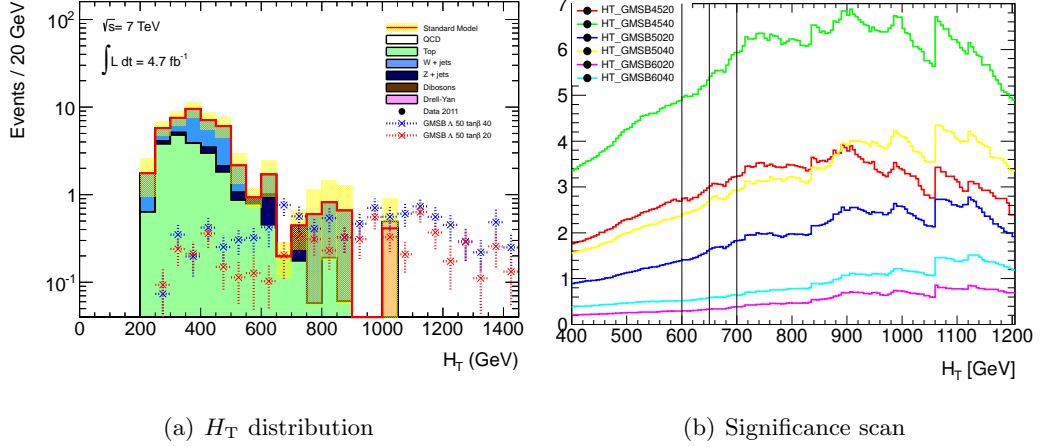 √s= 7 TeV
∫L dt = 4.7 fb⁻¹
Standard Model
QCD
Top
W + jets
Z + jets
Dibosons
Drell-Yan
Data 2011
GMSB Λ 50 tanβ 40
GMSB Λ 50 tanβ 20
Events / 20 GeV
10²
10
1
10⁻¹
0 200 400 600 800 1000 1200 1400
H_T (GeV)
HT_GMSB4520
HT_GMSB4540
HT_GMSB5020
HT_GMSB5040
HT_GMSB6020
HT_GMSB6040
7
6
5
4
3
2
1
0
400 500 600 700 800 900 1000 1100 1200
H_T [GeV]
(a) H_T distribution
(b) Significance scan